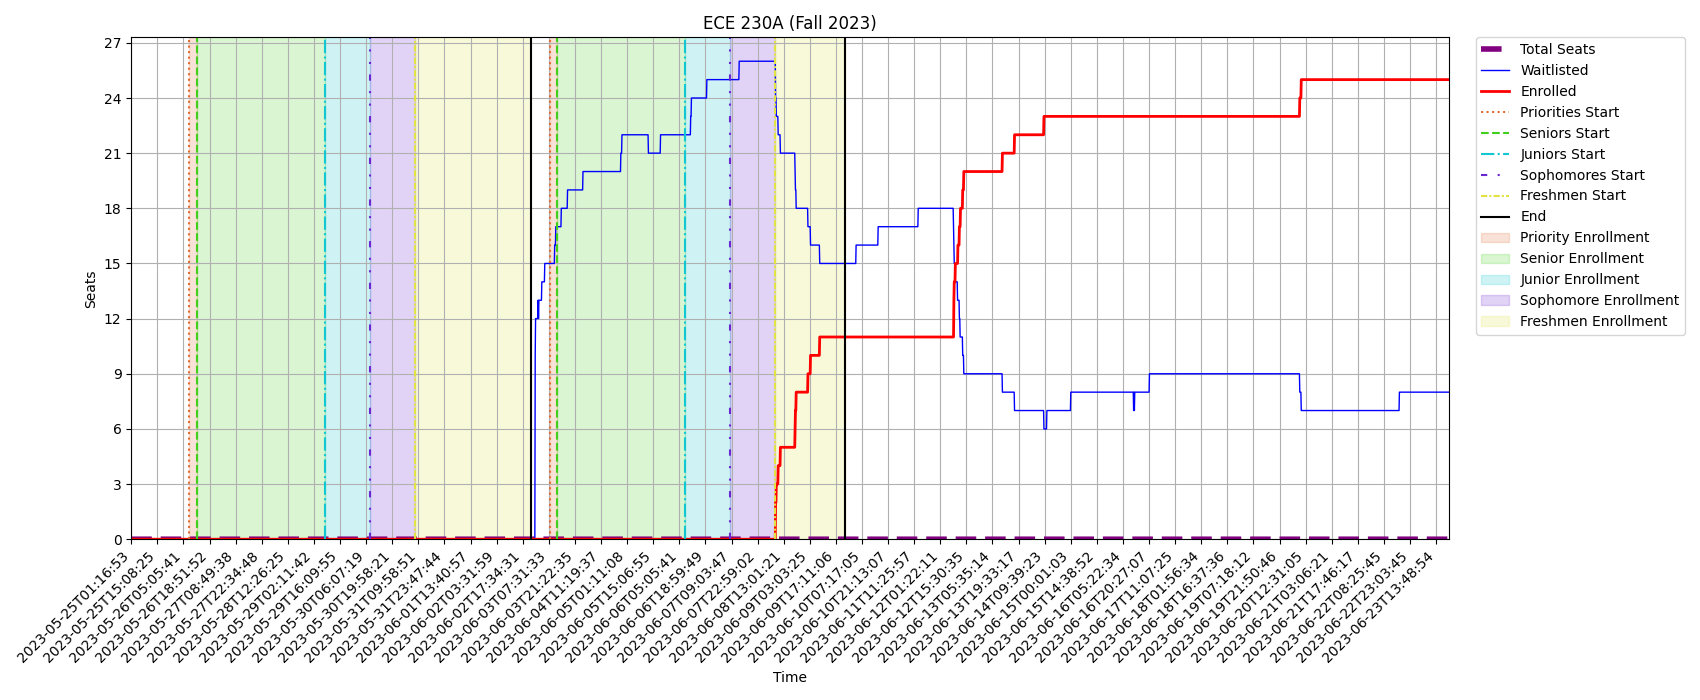 ECE 230A (Fall 2023)
27
24
21
18
15
12
9
6
3
0
Seats
2023-05-25T01:16:53
2023-05-25T15:08:25
2023-05-26T05:05:41
2023-05-26T18:51:52
2023-05-27T08:49:38
2023-05-27T22:34:48
2023-05-28T12:26:25
2023-05-29T02:11:42
2023-05-29T16:09:55
2023-05-30T06:07:19
2023-05-30T19:58:21
2023-05-31T09:58:51
2023-05-31T23:47:44
2023-06-01T13:40:57
2023-06-02T03:31:59
2023-06-02T17:34:31
2023-06-03T07:31:33
2023-06-03T21:22:35
2023-06-04T11:19:37
2023-06-05T01:11:08
2023-06-05T15:06:55
2023-06-06T05:05:41
2023-06-06T18:59:49
2023-06-07T09:03:47
2023-06-07T22:59:02
2023-06-08T13:01:21
2023-06-09T03:03:25
2023-06-09T17:11:06
2023-06-10T07:17:05
2023-06-10T21:13:07
2023-06-11T11:25:57
2023-06-12T01:22:11
2023-06-12T15:30:35
2023-06-13T05:35:14
2023-06-13T19:33:17
2023-06-14T09:39:23
2023-06-15T00:01:03
2023-06-15T14:38:52
2023-06-16T05:22:34
2023-06-16T20:27:07
2023-06-17T11:07:25
2023-06-18T01:56:34
2023-06-18T16:37:36
2023-06-19T07:18:12
2023-06-19T21:50:46
2023-06-20T12:31:05
2023-06-21T03:06:21
2023-06-21T17:46:17
2023-06-22T08:25:45
2023-06-22T23:03:45
2023-06-23T13:48:54
Time
Total Seats
Waitlisted
Enrolled
Priorities Start
Seniors Start
Juniors Start
Sophomores Start
Freshmen Start
End
Priority Enrollment
Senior Enrollment
Junior Enrollment
Sophomore Enrollment
Freshmen Enrollment